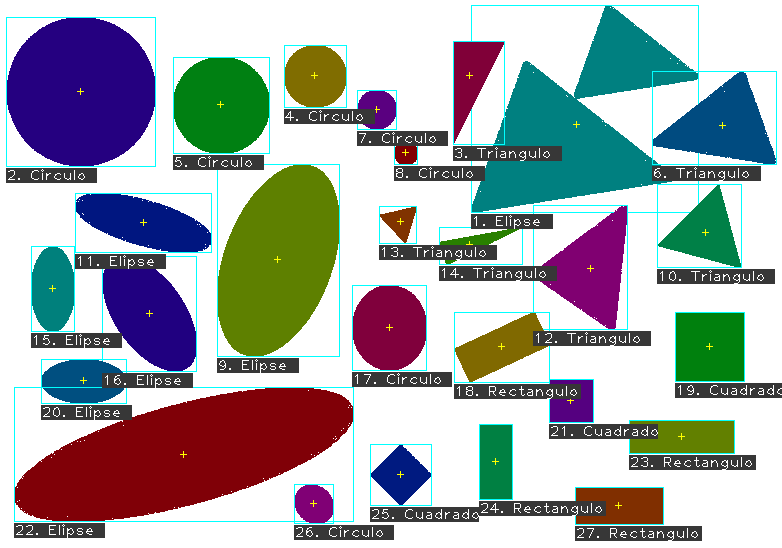 4. Circulo
7. Circulo
3. Triangulo
5. Circulo
2. Circulo
8. Circulo
6. Triangulo
1. Elipse
13. Triangulo
11. Elipse
14. Triangulo
10. Triangulo
15. Elipse
12. Triangulo
9. Elipse
16. Elipse
17. Circulo
18. Rectangulo
19. Cuadrado
20. Elipse
21. Cuadrado
23. Rectangulo
25. Cuadrado
24. Rectangulo
22. Elipse
26. Circulo
27. Rectangulo